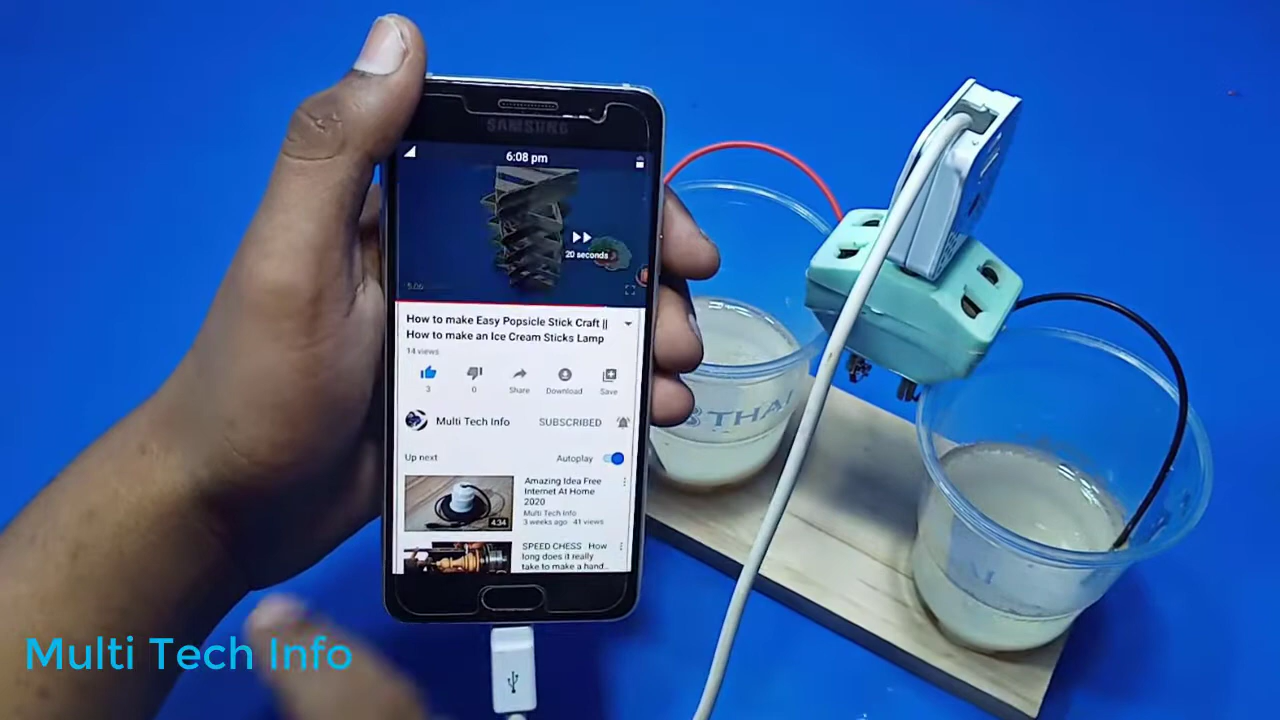 SAMSUNG
6:08 pm
20 seconds
How to make Easy Popsicle Stick Craft ||
How to make an Ice Cream Sticks Lamp
14 views
3
0
Share
Download
Save
Multi Tech Info
SUBSCRIBED
Up next
Autoplay
4:34
Amazing Idea Free
Internet At Home
2020
Multi Tech Info
3 weeks ago · 41 views
SPEED CHESS . How
long does it really
take to make a hand...
THAI
Multi Tech Info